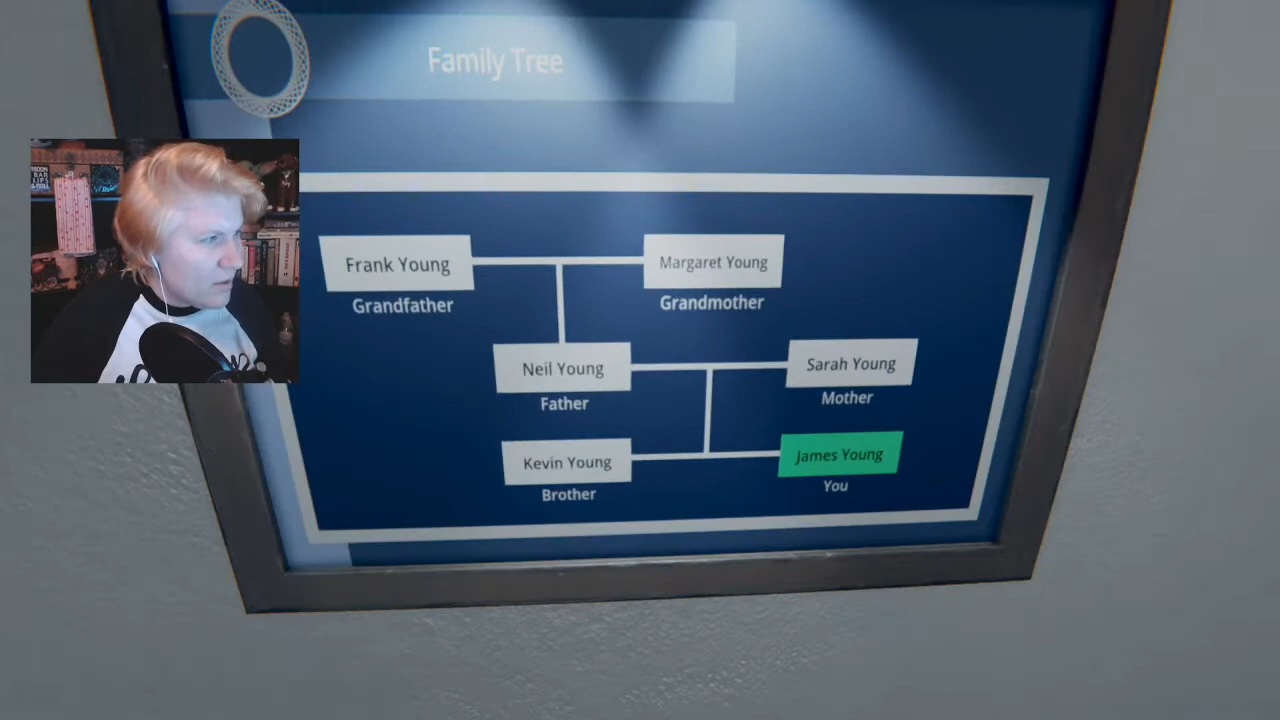 Family Tree
Frank Young
Margaret Young
Grandfather
Grandmother
Neil Young
Sarah Young
Father
Mother
Kevin Young
James Young
Brother
You